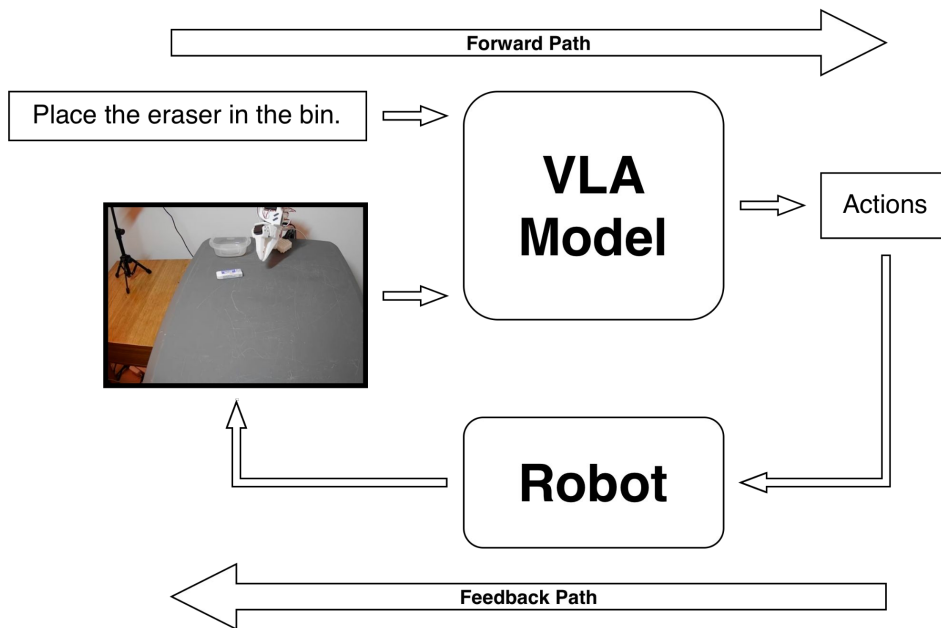 Forward Path
Place the eraser in the bin.
VLA
Model
Actions
Robot
Feedback Path